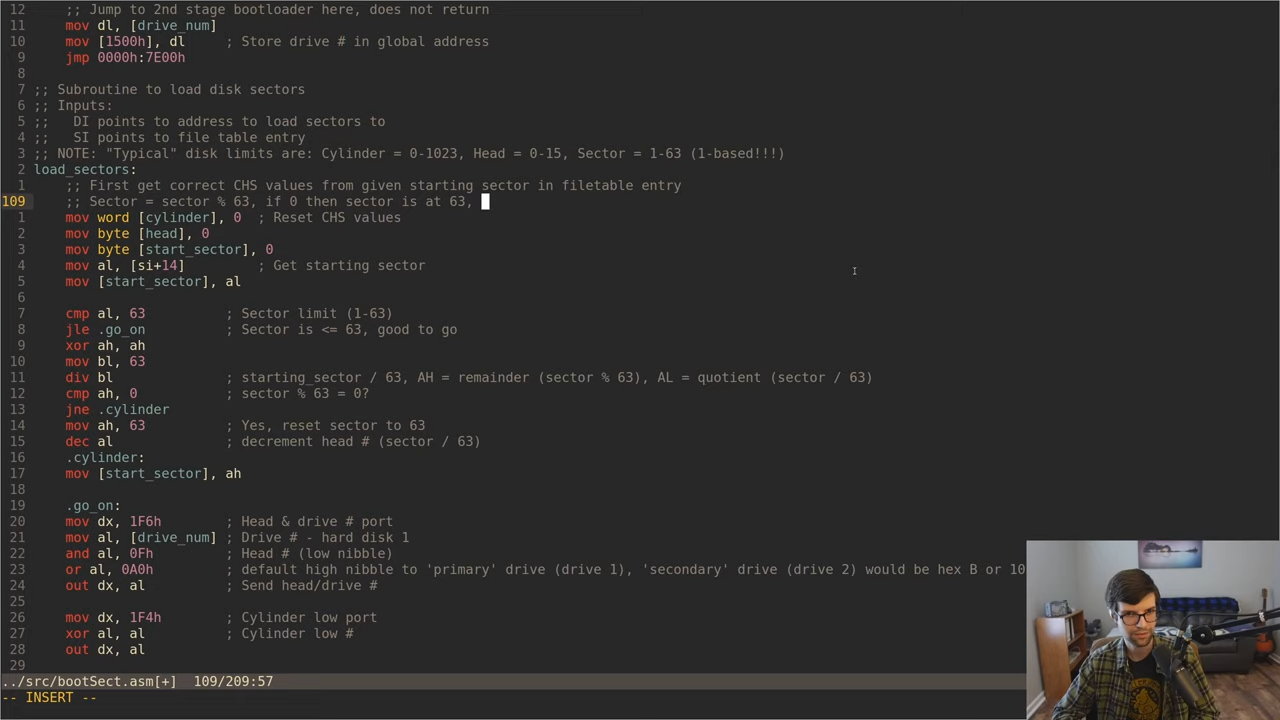 12     ;; Jump to 2nd stage bootloader here, does not return
11     mov dl, [drive_num]
10     mov [1500h], dl     ; Store drive # in global address
9     jmp 0000h:7E00h
8
7 ;; Subroutine to load disk sectors
6 ;; Inputs:
5 ;;   DI points to address to load sectors to
4 ;;   SI points to file table entry
3 ;; NOTE: "Typical" disk limits are: Cylinder = 0-1023, Head = 0-15, Sector = 1-63 (1-based!!!)
2 load_sectors:
1     ;; First get correct CHS values from given starting sector in filetable entry
109     ;; Sector = sector % 63, if 0 then sector is at 63,
1     mov word [cylinder], 0  ; Reset CHS values
2     mov byte [head], 0
3     mov byte [start_sector], 0
4     mov al, [si+14]         ; Get starting sector
5     mov [start_sector], al
6
7     cmp al, 63          ; Sector limit (1-63)
8     jle .go_on          ; Sector is <= 63, good to go
9     xor ah, ah
10     mov bl, 63
11     div bl              ; starting_sector / 63, AH = remainder (sector % 63), AL = quotient (sector / 63)
12     cmp ah, 0           ; sector % 63 = 0?
13     jne .cylinder
14     mov ah, 63          ; Yes, reset sector to 63
15     dec al              ; decrement head # (sector / 63)
16     .cylinder:
17     mov [start_sector], ah
18
19     .go_on:
20     mov dx, 1F6h        ; Head & drive # port
21     mov al, [drive_num] ; Drive # - hard disk 1
22     and al, 0Fh         ; Head # (low nibble)
23     or al, 0A0h         ; default high nibble to 'primary' drive (drive 1), 'secondary' drive (drive 2) would be hex B or 10
24     out dx, al          ; Send head/drive #
25
26     mov dx, 1F4h        ; Cylinder low port
27     xor al, al          ; Cylinder low #
28     out dx, al
29
../src/bootSect.asm[+]  109/209:57
-- INSERT --